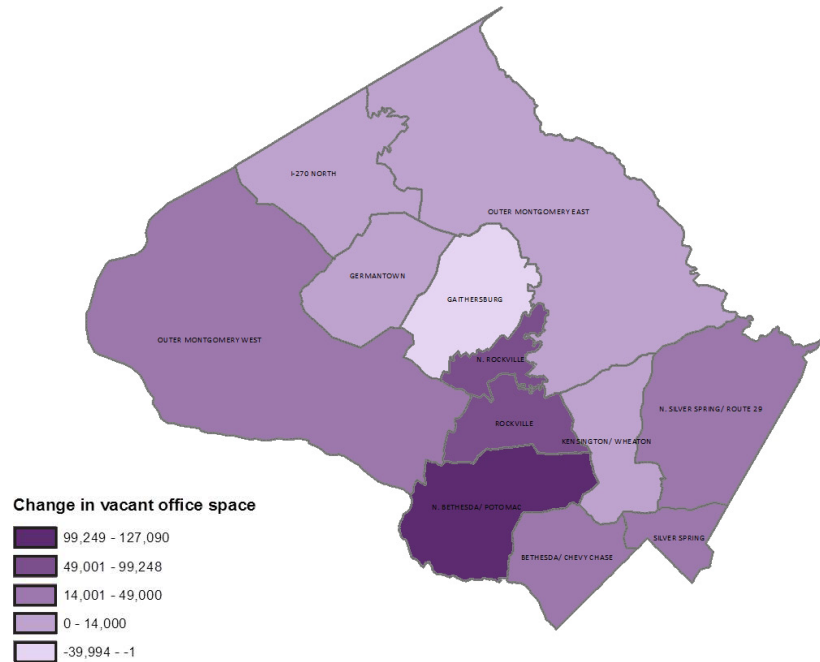 I-270 NORTH
OUTER MONTGOMERY EAST
GERMANTOWN
GAITHERSBURG
OUTER MONTGOMERY WEST
N. ROCKVILLE
N. SILVER SPRING/ ROUTE 29
ROCKVILLE
KENSINGTON/ WHEATON
N. BETHESDA/ POTOMAC
SILVER SPRING
BETHESDA/ CHEVY CHASE
Change in vacant office space
99,249 - 127,090
49,001 - 99,248
14,001 - 49,000
0 - 14,000
-39,994 - -1